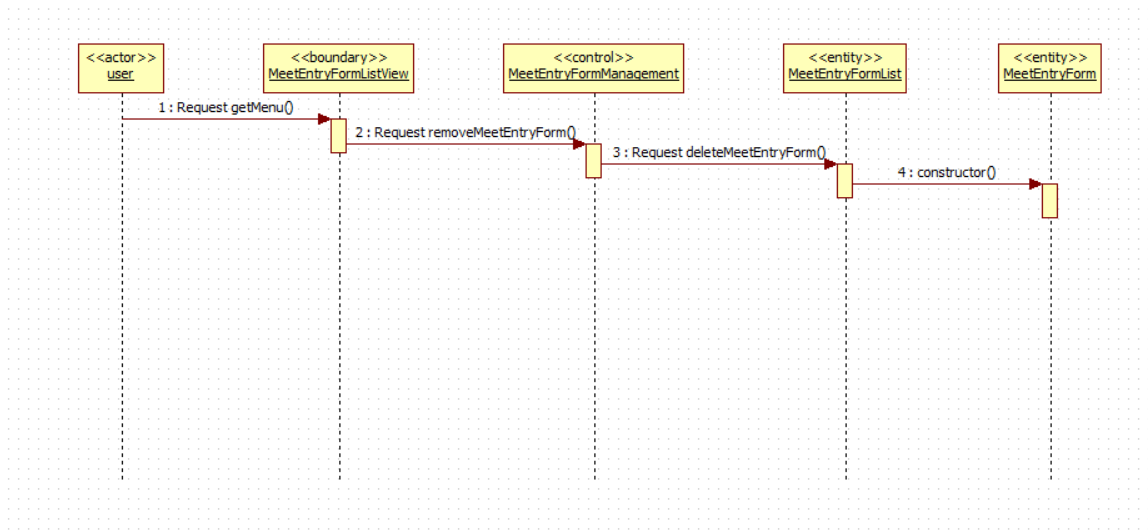 <<actor>>
user
<<boundary>>
MeetEntryFormListView
<<control>>
MeetEntryFormManagement
<<entity>>
MeetEntryFormList
<<entity>>
MeetEntryForm
1 : Request getMenu()
2 : Request removeMeetEntryForm()
3 : Request deleteMeetEntryForm()
4 : constructor()